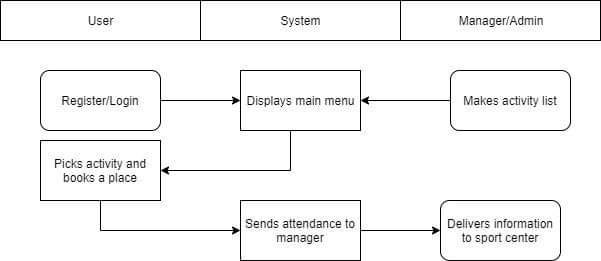 User
System
Manager/Admin
Register/Login
Displays main menu
Makes activity list
Picks activity and
books a place
Sends attendance to
manager
Delivers information
to sport center